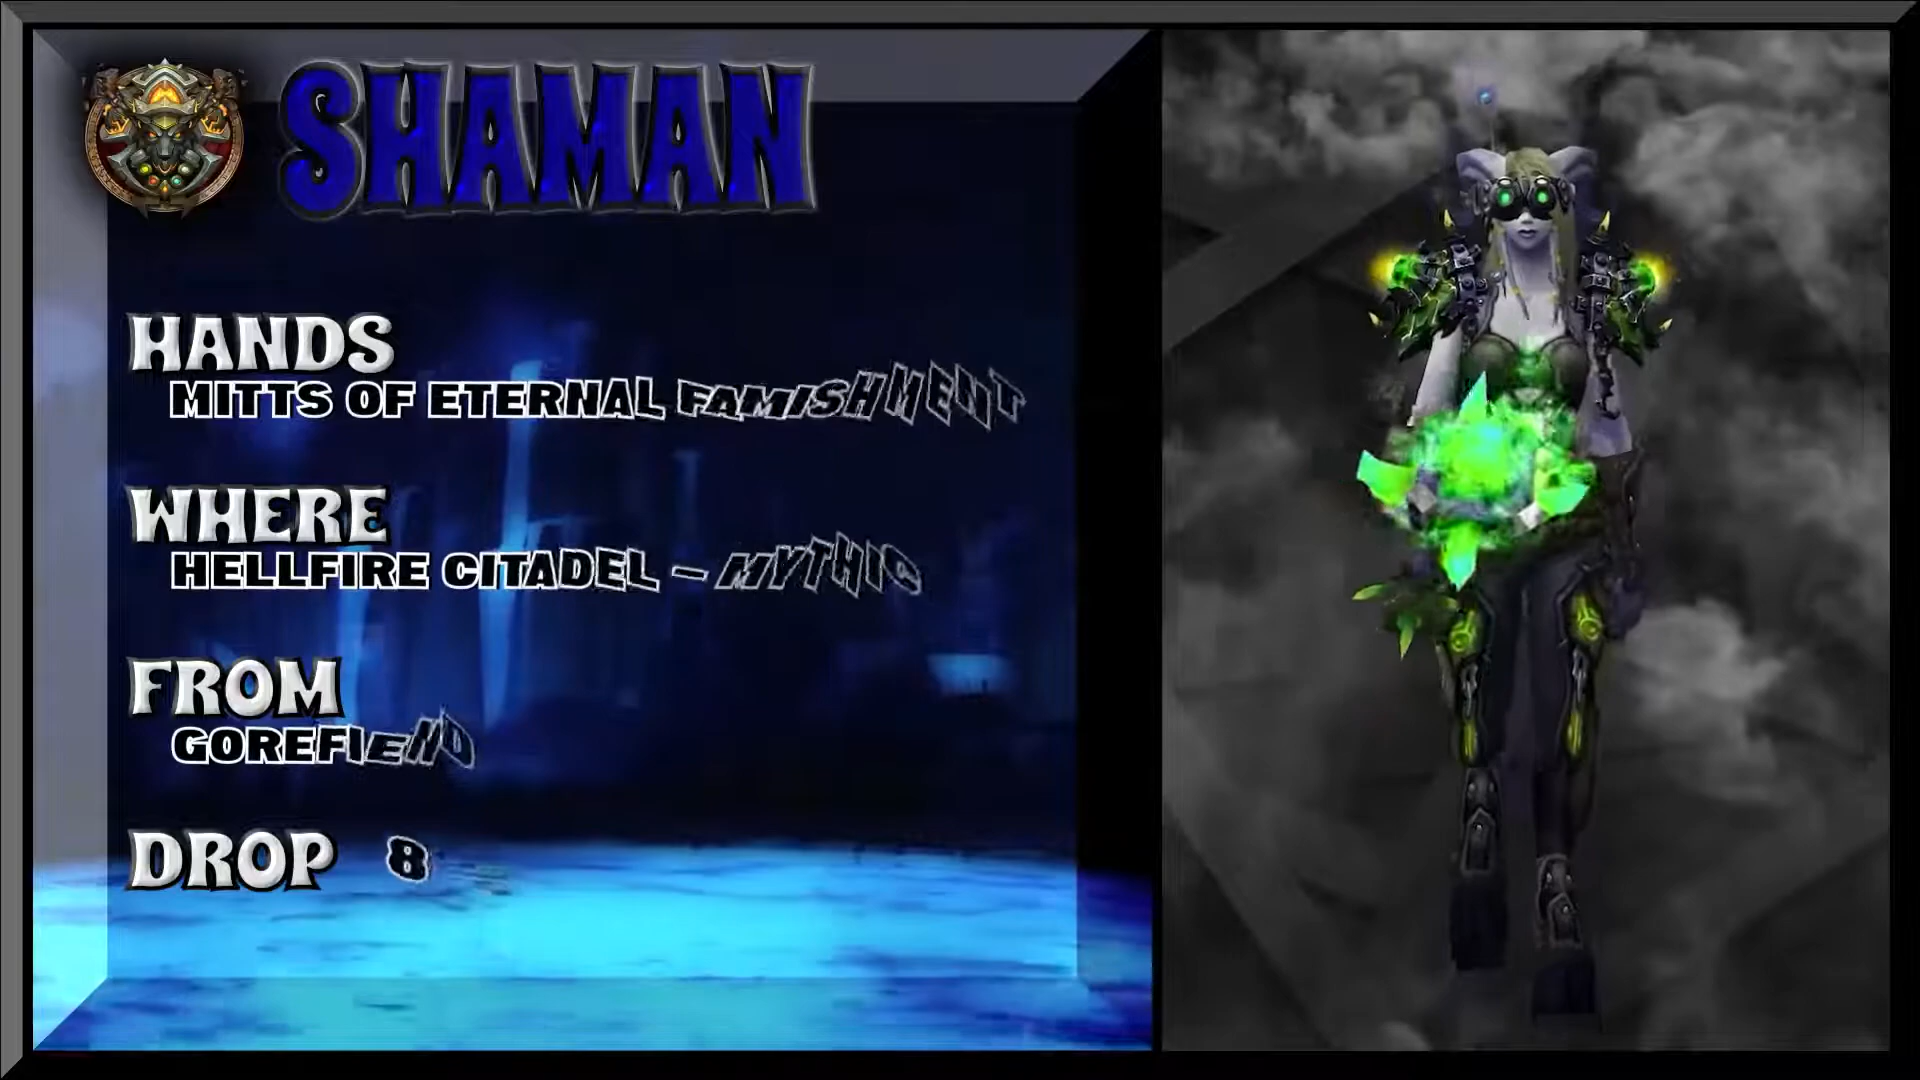 SHAMAN
HANDS
MITTS OF ETERNAL FAMISHMENT
WHERE
HELLFIRE CITADEL – MYTHIC
FROM
GOREFIEND
DROP 8